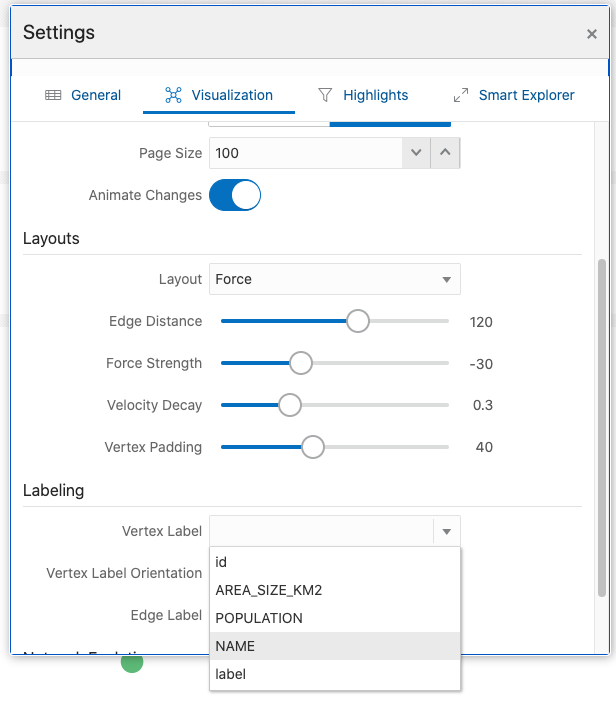 Settings ×
General Visualization Highlights Smart Explorer
Page Size 100
Animate Changes
Layouts
Layout Force
Edge Distance 120
Force Strength -30
Velocity Decay 0.3
Vertex Padding 40
Labeling
Vertex Label
id
Vertex Label Orientation
AREA_SIZE_KM2
POPULATION
Edge Label
NAME
label